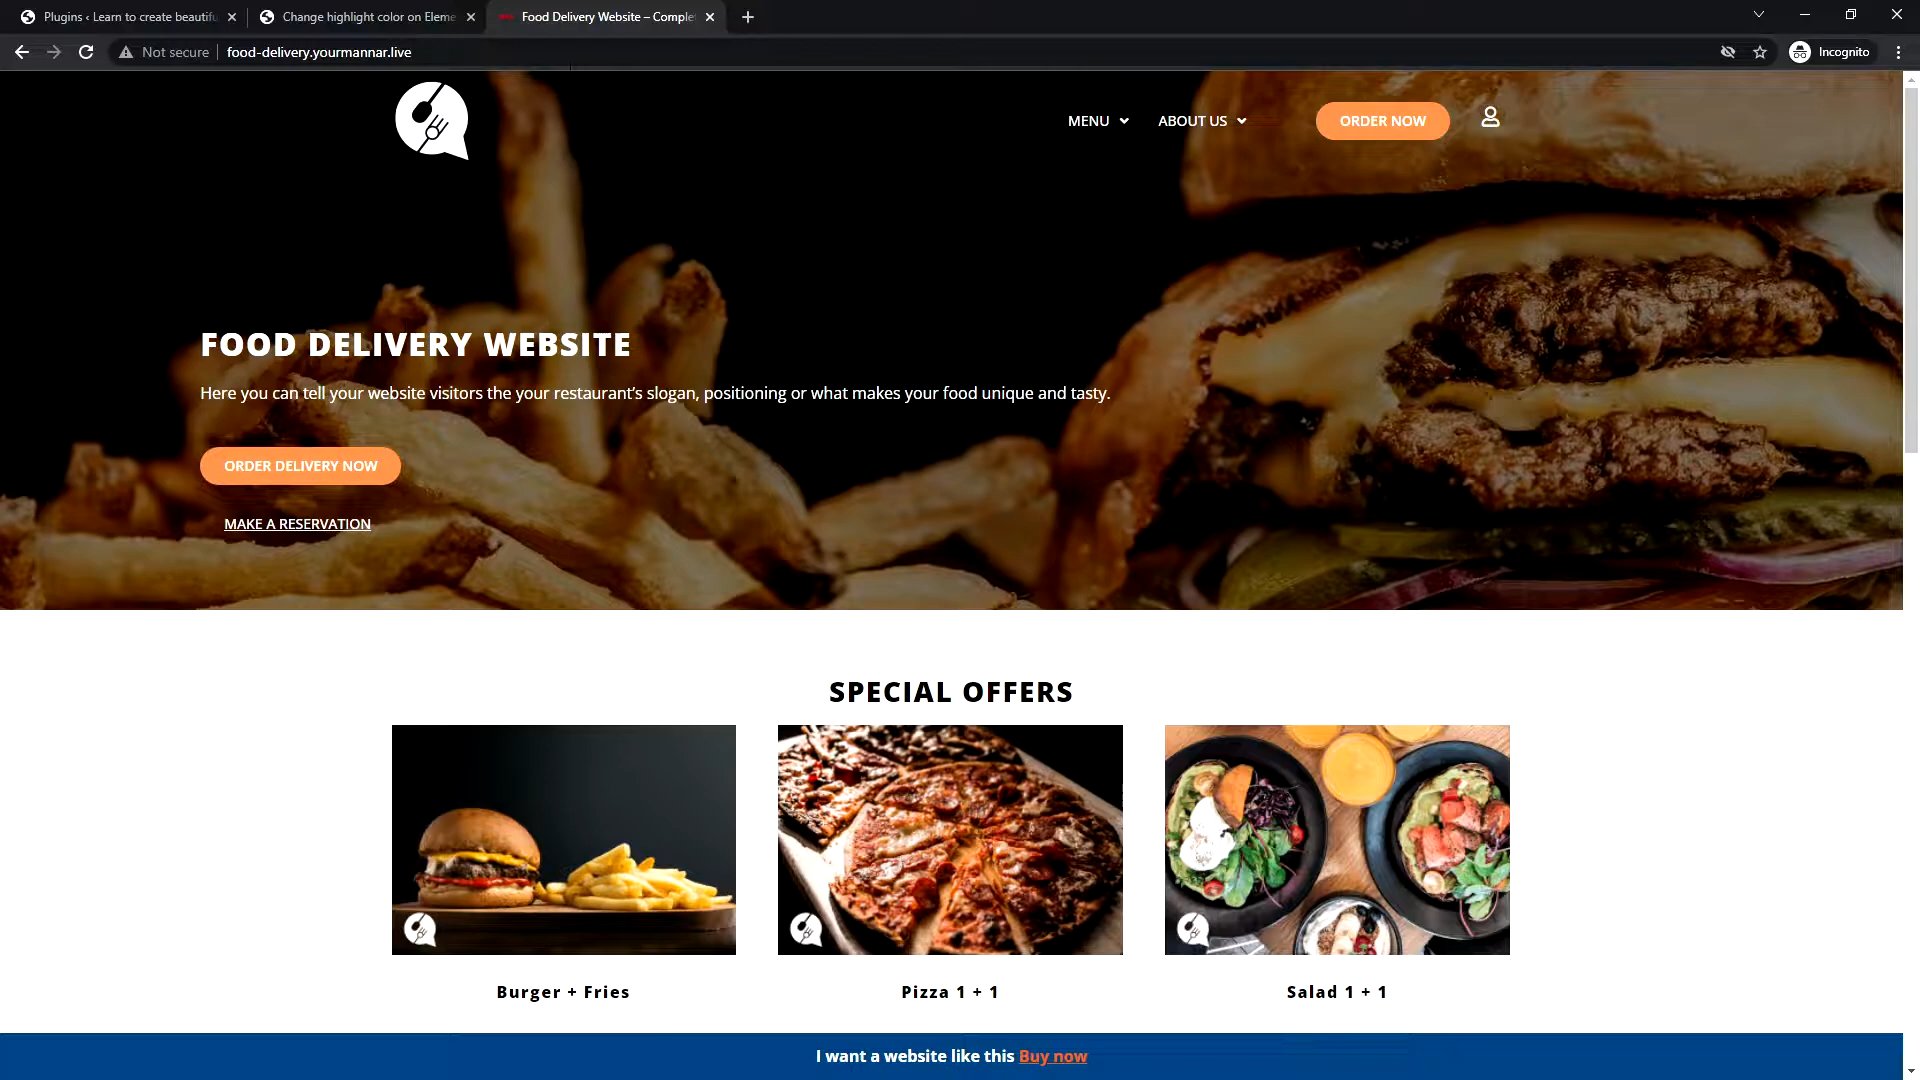 Plugins ‹ Learn to create beautifu
Change highlight color on Eleme
Food Delivery Website – Complet
Not secure
food-delivery.yourmannar.live
Incognito
MENU
ABOUT US
ORDER NOW
FOOD DELIVERY WEBSITE
Here you can tell your website visitors the your restaurant’s slogan, positioning or what makes your food unique and tasty.
ORDER DELIVERY NOW
MAKE A RESERVATION
SPECIAL OFFERS
Burger + Fries
Pizza 1 + 1
Salad 1 + 1
I want a website like this Buy now